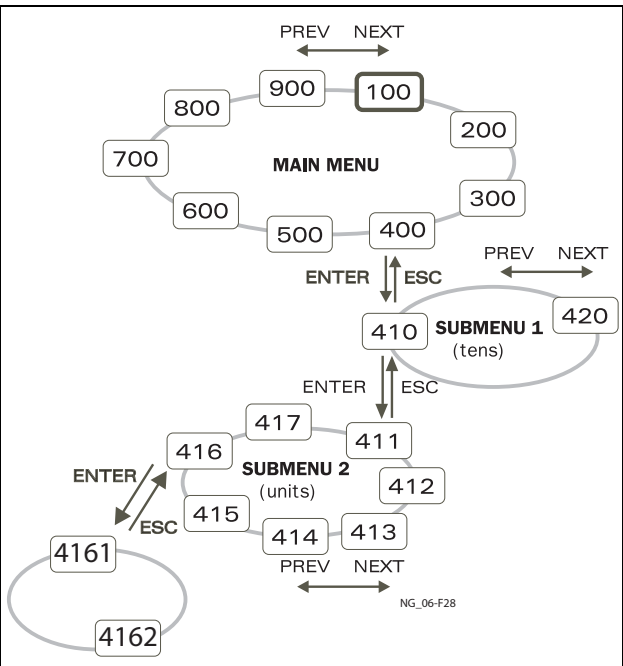 PREV NEXT
900 100
800
200
700
MAIN MENU
300
600
400
500
PREV NEXT
ENTER ESC
420
410 SUBMENU 1
(tens)
ENTER ESC
417
411
416
SUBMENU 2
ENTER
412
(units)
415
ESC
414 413
4161
PREV NEXT
NG_06-F28
4162